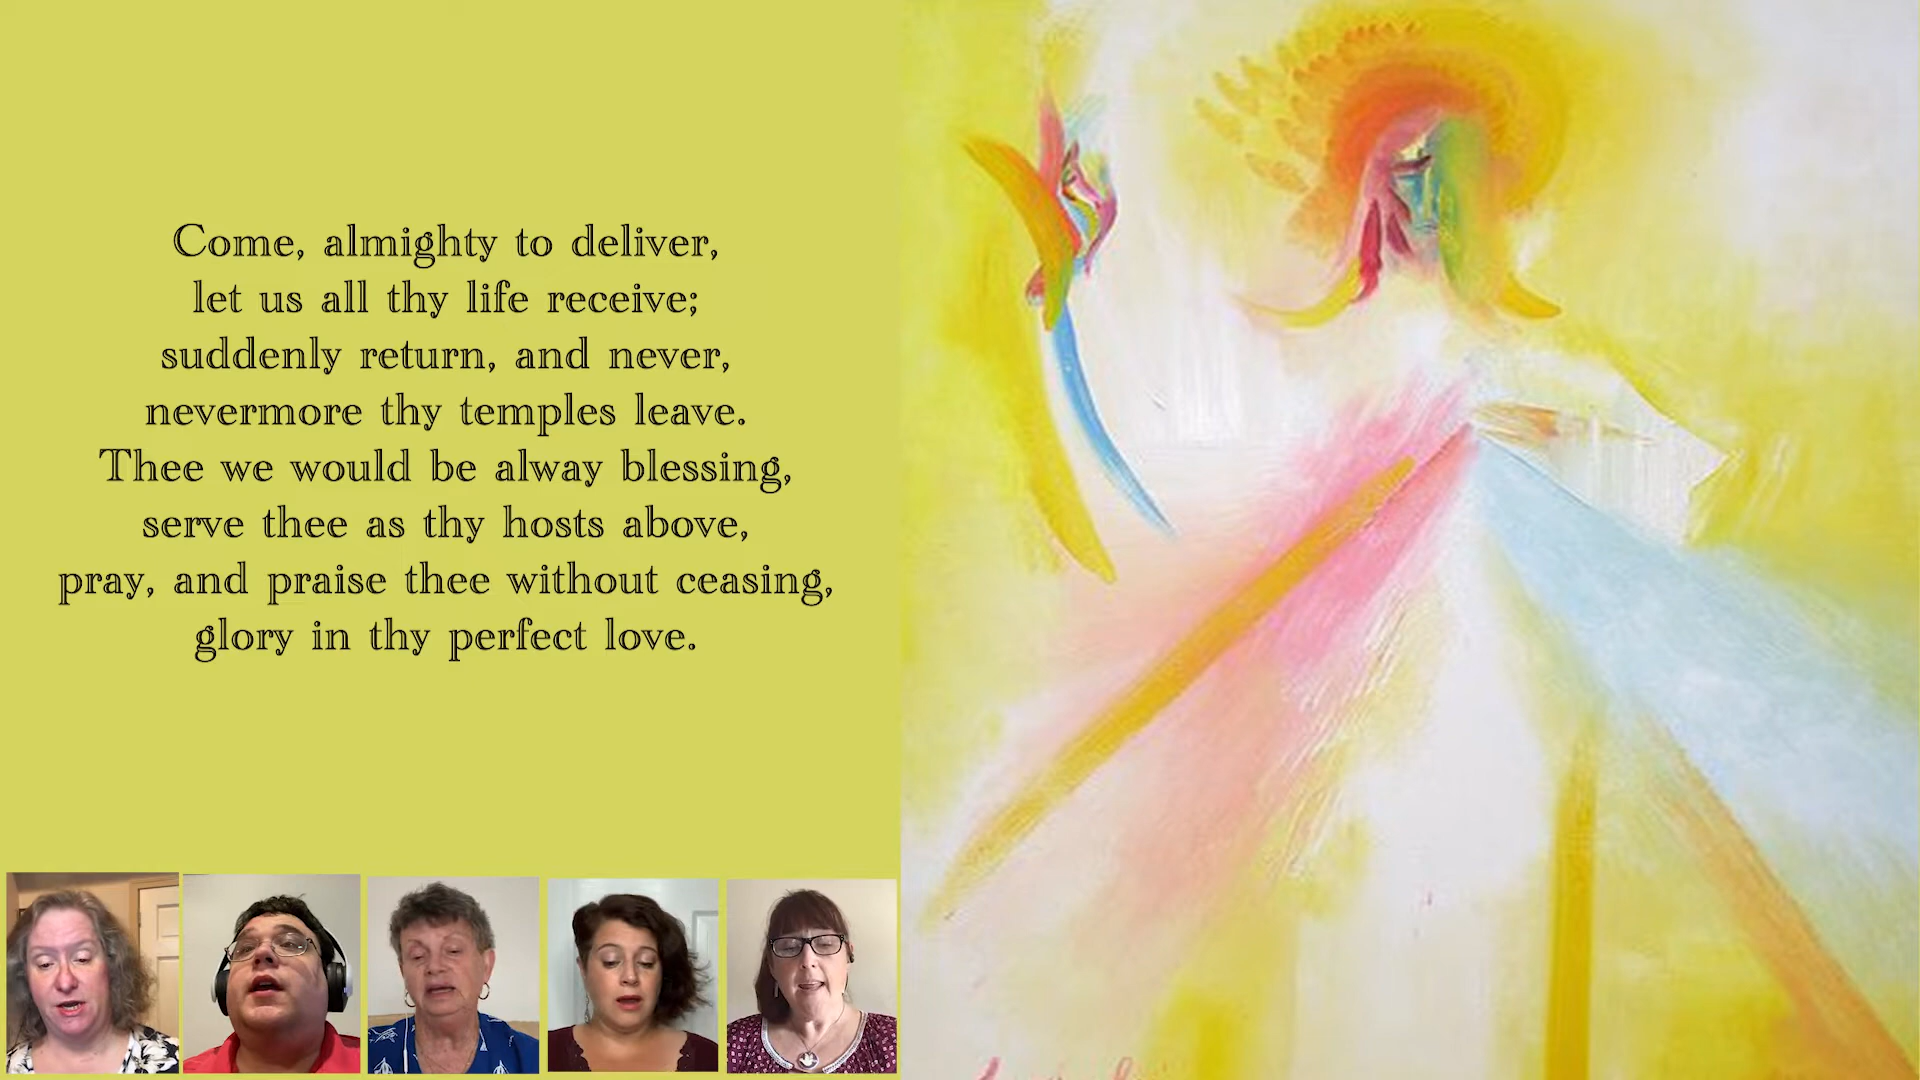 Come, almighty to deliver,
let us all thy life receive;
suddenly return, and never,
nevermore thy temples leave.
Thee we would be alway blessing,
serve thee as thy hosts above,
pray, and praise thee without ceasing,
glory in thy perfect love.